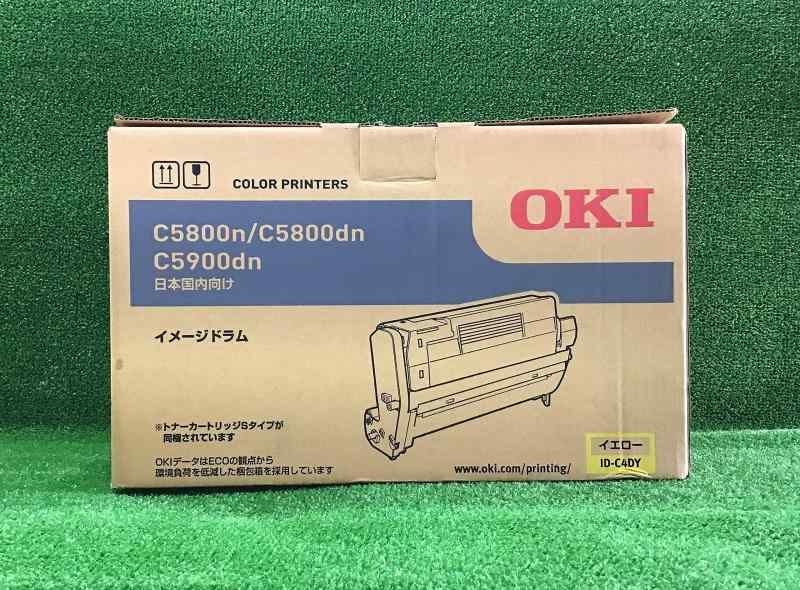 COLOR PRINTERS
OKI
C5800n/C5800dn
C5900dn
日本国内向け
イメージドラム
※トナーカートリッジSタイプが
同梱されています
OKIデータはECOの観点から
環境負荷を低減した梱包箱を採用しています
www.oki.com/printing/
イエロー
ID-C4DY